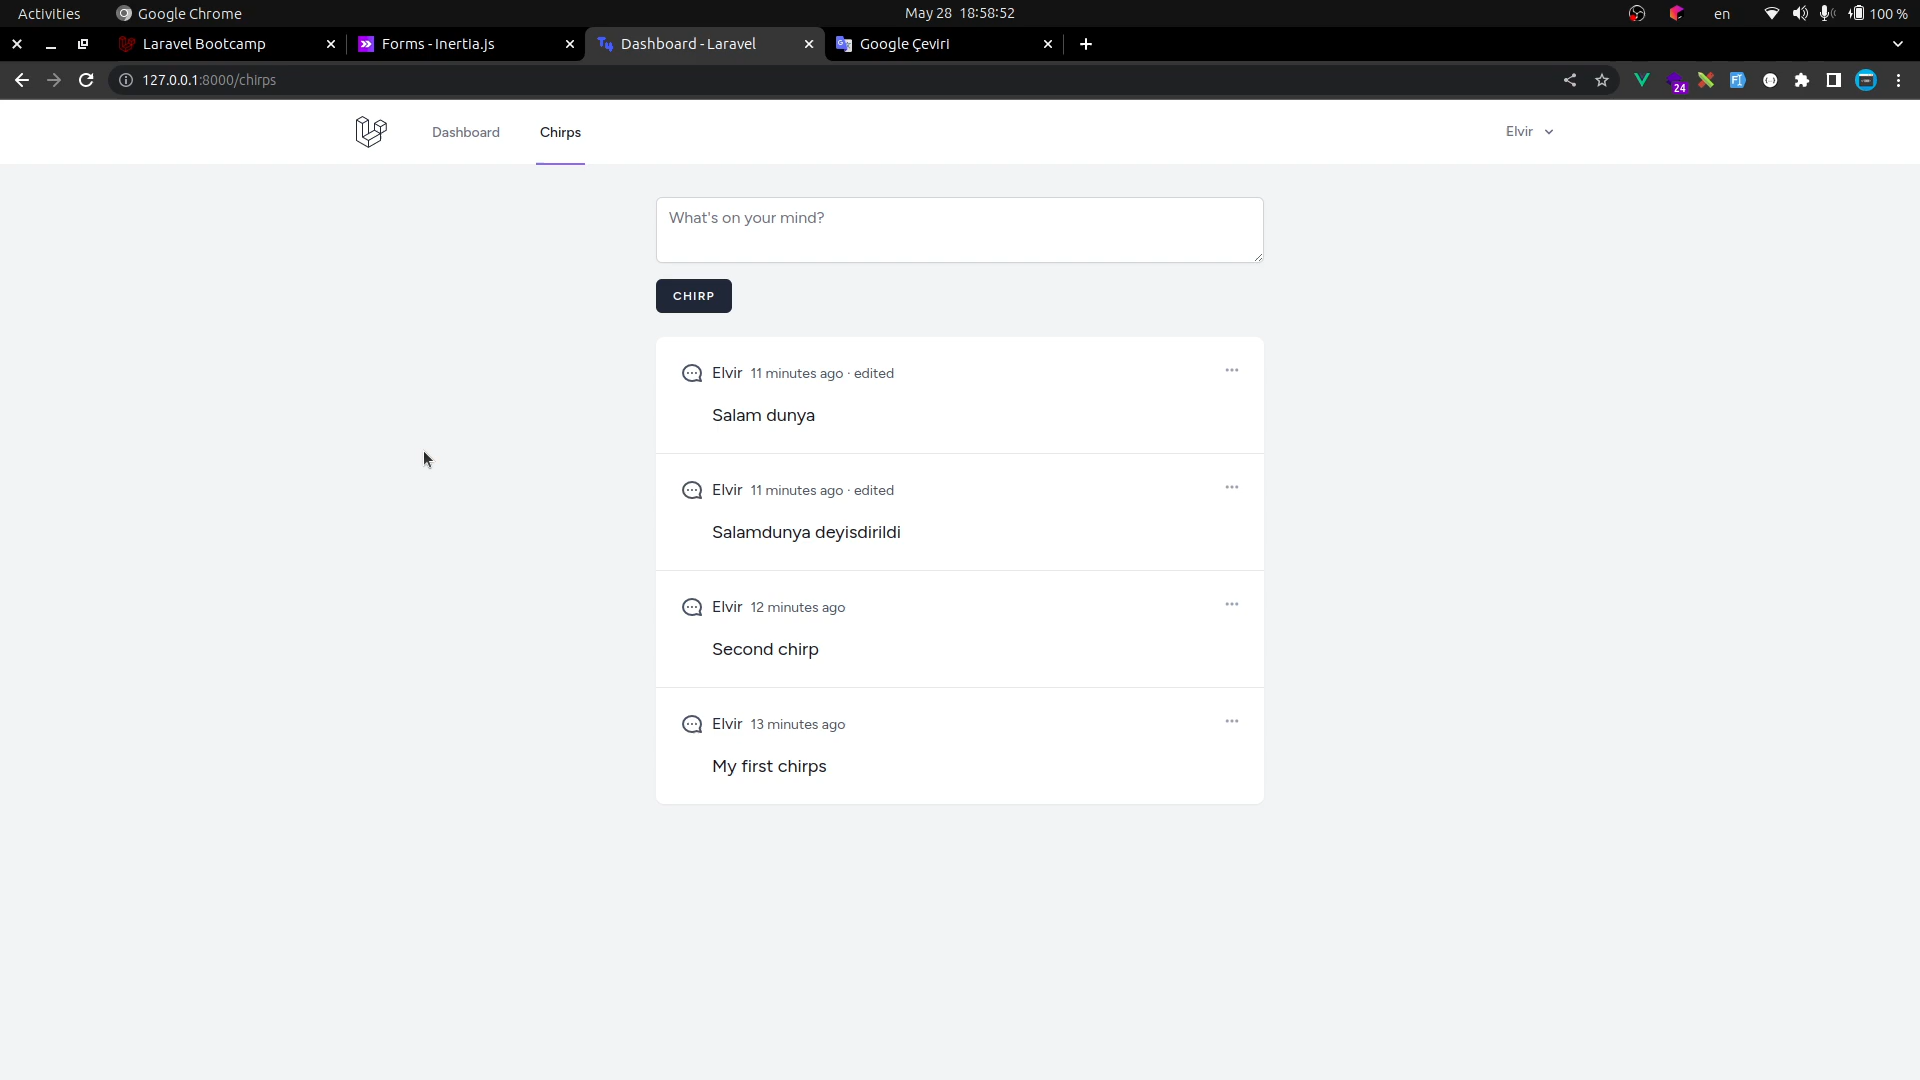 Activities Google Chrome May 28 18:58:52 en 100 %
Laravel Bootcamp Forms - Inertia.js Dashboard - Laravel Google Çeviri
127.0.0.1:8000/chirps 24
Dashboard Chirps Elvir
What's on your mind?
CHIRP
Elvir 11 minutes ago · edited
Salam dunya
Elvir 11 minutes ago · edited
Salamdunya deyisdirildi
Elvir 12 minutes ago
Second chirp
Elvir 13 minutes ago
My first chirps